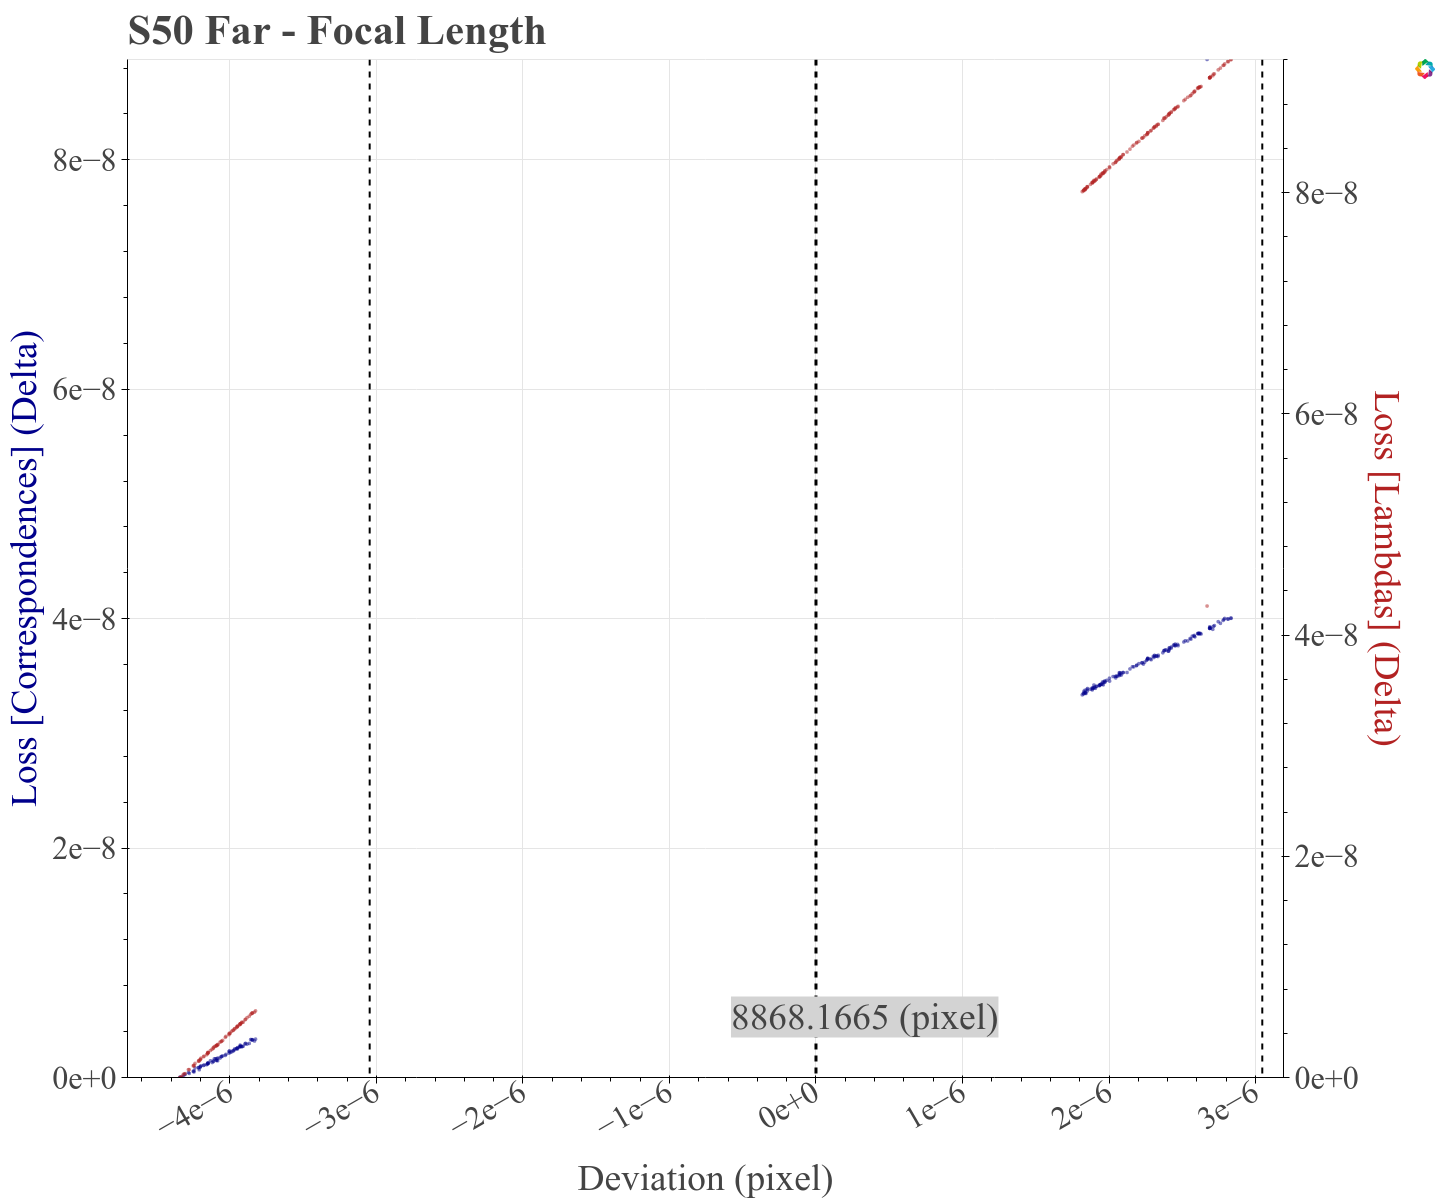 S50 Far - Focal Length
Loss [Correspondences] (Delta)
8e−8
6e−8
4e−8
2e−8
0e+0
8e−8
6e−8
4e−8
2e−8
0e+0
Loss [Lambdas] (Delta)
8868.1665 (pixel)
−4e−6
−3e−6
−2e−6
−1e−6
0e+0
1e−6
2e−6
3e−6
Deviation (pixel)